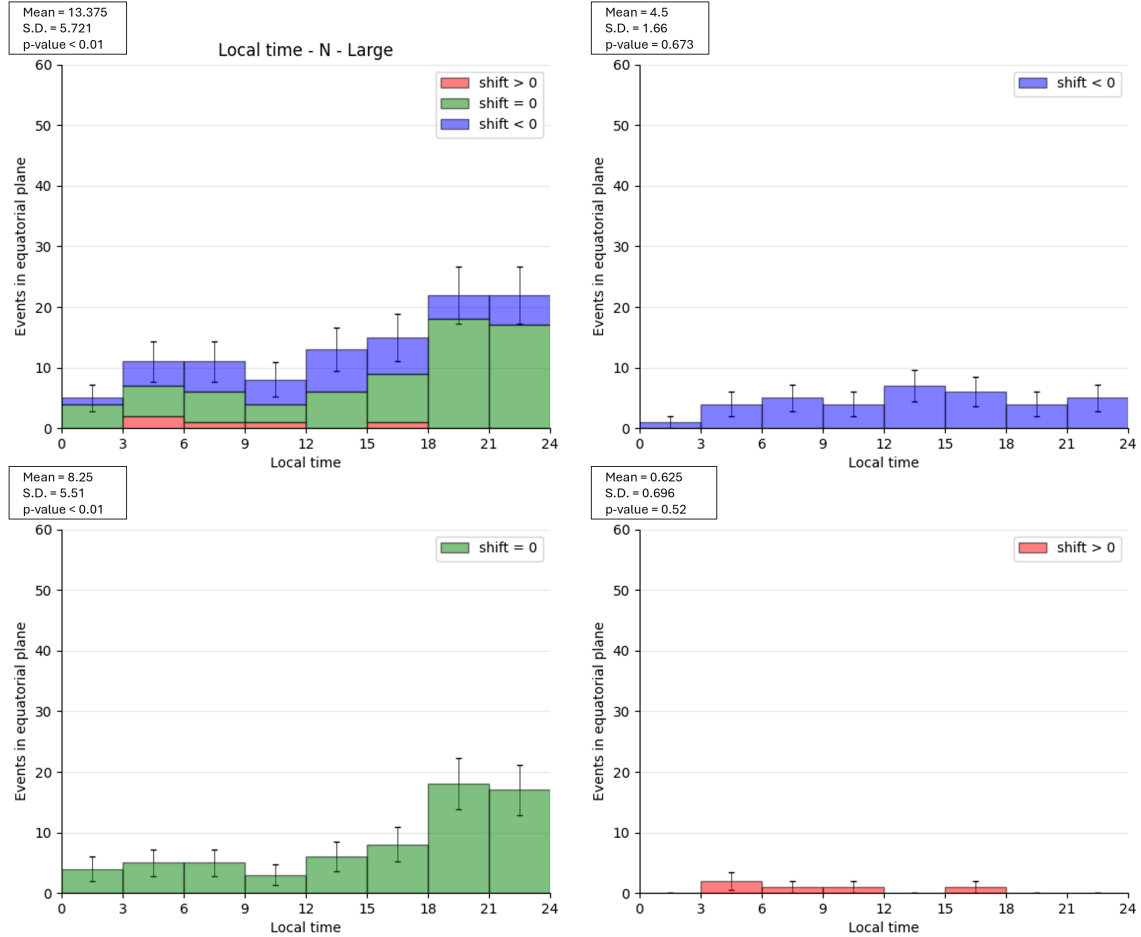 Mean = 13.375
S.D. = 5.721
p-value < 0.01
Local time - N - Large
60
50
40
30
20
10
0
Events in equatorial plane
shift > 0
shift = 0
shift < 0
0 3 6 9 12 15 18 21 24
Local time
Mean = 4.5
S.D. = 1.66
p-value = 0.673
60
50
40
30
20
10
0
Events in equatorial plane
shift < 0
0 3 6 9 12 15 18 21 24
Local time
Mean = 8.25
S.D. = 5.51
p-value < 0.01
60
50
40
30
20
10
0
Events in equatorial plane
shift = 0
0 3 6 9 12 15 18 21 24
Local time
Mean = 0.625
S.D. = 0.696
p-value = 0.52
60
50
40
30
20
10
0
Events in equatorial plane
shift > 0
0 3 6 9 12 15 18 21 24
Local time